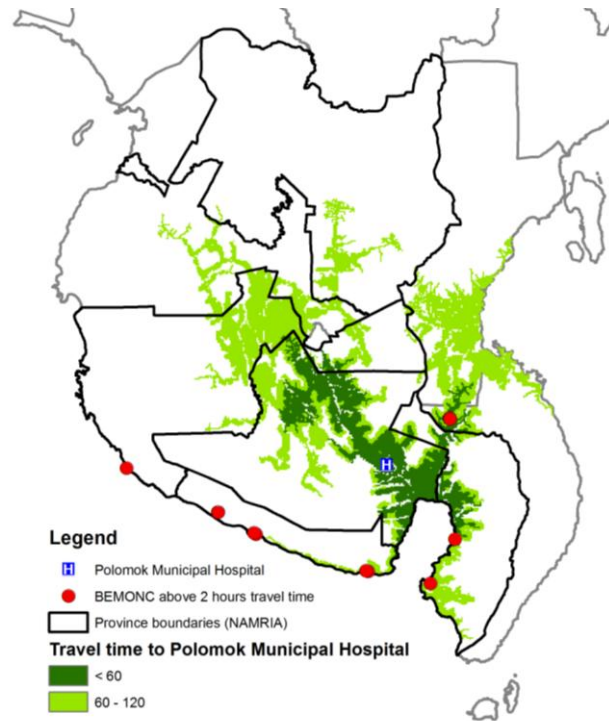 H
Legend
H Polomok Municipal Hospital
BEMONC above 2 hours travel time
Province boundaries (NAMRIA)
Travel time to Polomok Municipal Hospital
< 60
60 - 120